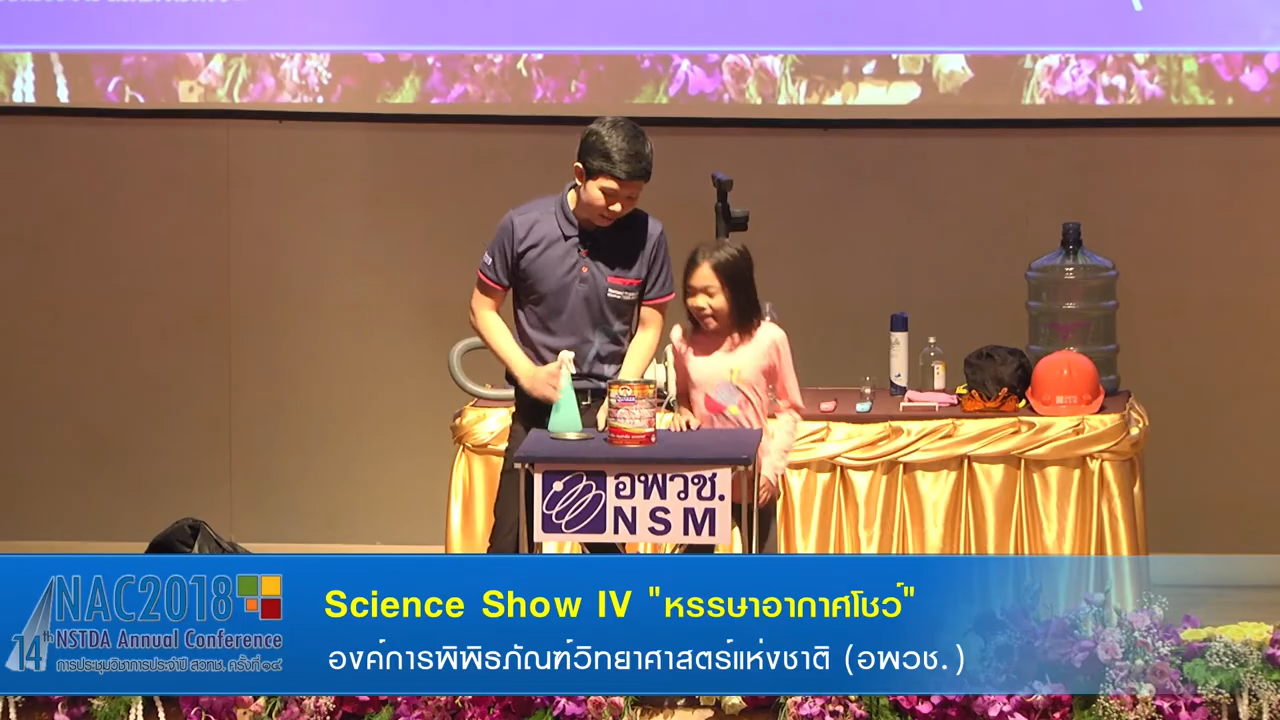 อพวช.
NSM
NAC2018
14th NSTDA Annual Conference
การประชุมวิชาการประจำปี สวทช. ครั้งที่ ๑๔
Science Show IV "หรรษาอากาศโชว์"
องค์การพิพิธภัณฑ์วิทยาศาสตร์แห่งชาติ (อพวช.)